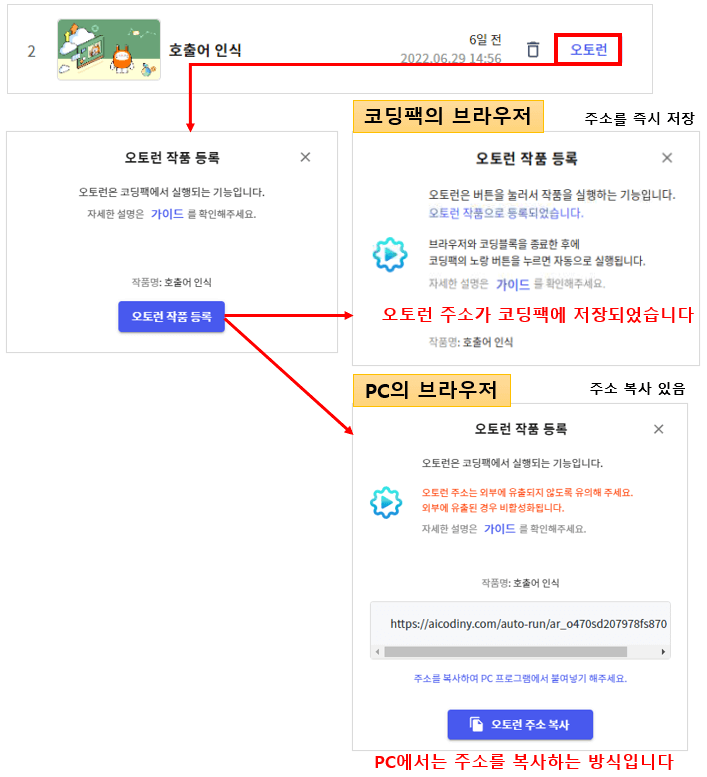 2
호출어 인식
6일 전
2022.06.29 14:56
오토런
오토런 작품 등록
오토런은 코딩팩에서 실행되는 기능입니다.
자세한 설명은 가이드 를 확인해주세요.
작품명: 호출어 인식
오토런 작품 등록
코딩팩의 브라우저
주소를 즉시 저장
오토런 작품 등록
오토런은 버튼을 눌러서 작품을 실행하는 기능입니다.
오토런 작품으로 등록되었습니다.
브라우저와 코딩블록을 종료한 후에
코딩팩의 노랑 버튼을 누르면 자동으로 실행됩니다.
자세한 설명은 가이드 를 확인해주세요.
오토런 주소가 코딩팩에 저장되었습니다
작품명: 호출어 인식
PC의 브라우저
주소 복사 있음
오토런 작품 등록
오토런은 코딩팩에서 실행되는 기능입니다.
오토런 주소는 외부에 유출되지 않도록 유의해 주세요.
외부에 유출된 경우 비활성화됩니다.
자세한 설명은 가이드 를 확인해주세요.
작품명: 호출어 인식
https://aicodiny.com/auto-run/ar_o470sd207978fs870
주소를 복사하여 PC 프로그램에서 붙여넣기 해주세요.
오토런 주소 복사
PC에서는 주소를 복사하는 방식입니다